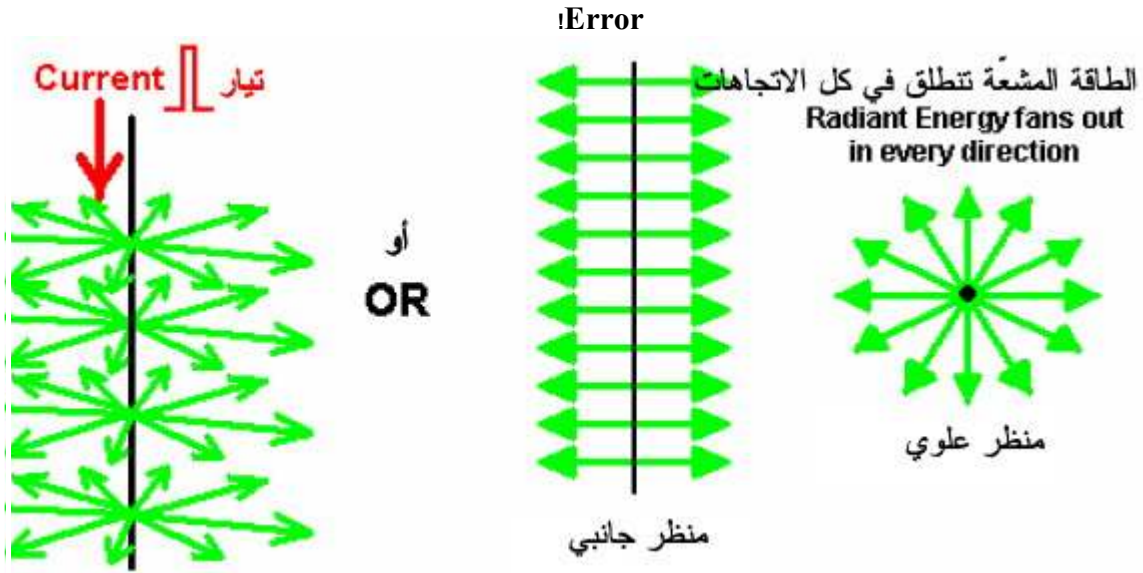 !Error
Current تيار
الطاقة المشعّة تنطلق في كل الاتجاهات
Radiant Energy fans out
in every direction
أو
OR
منظر علوي
منظر جانبي